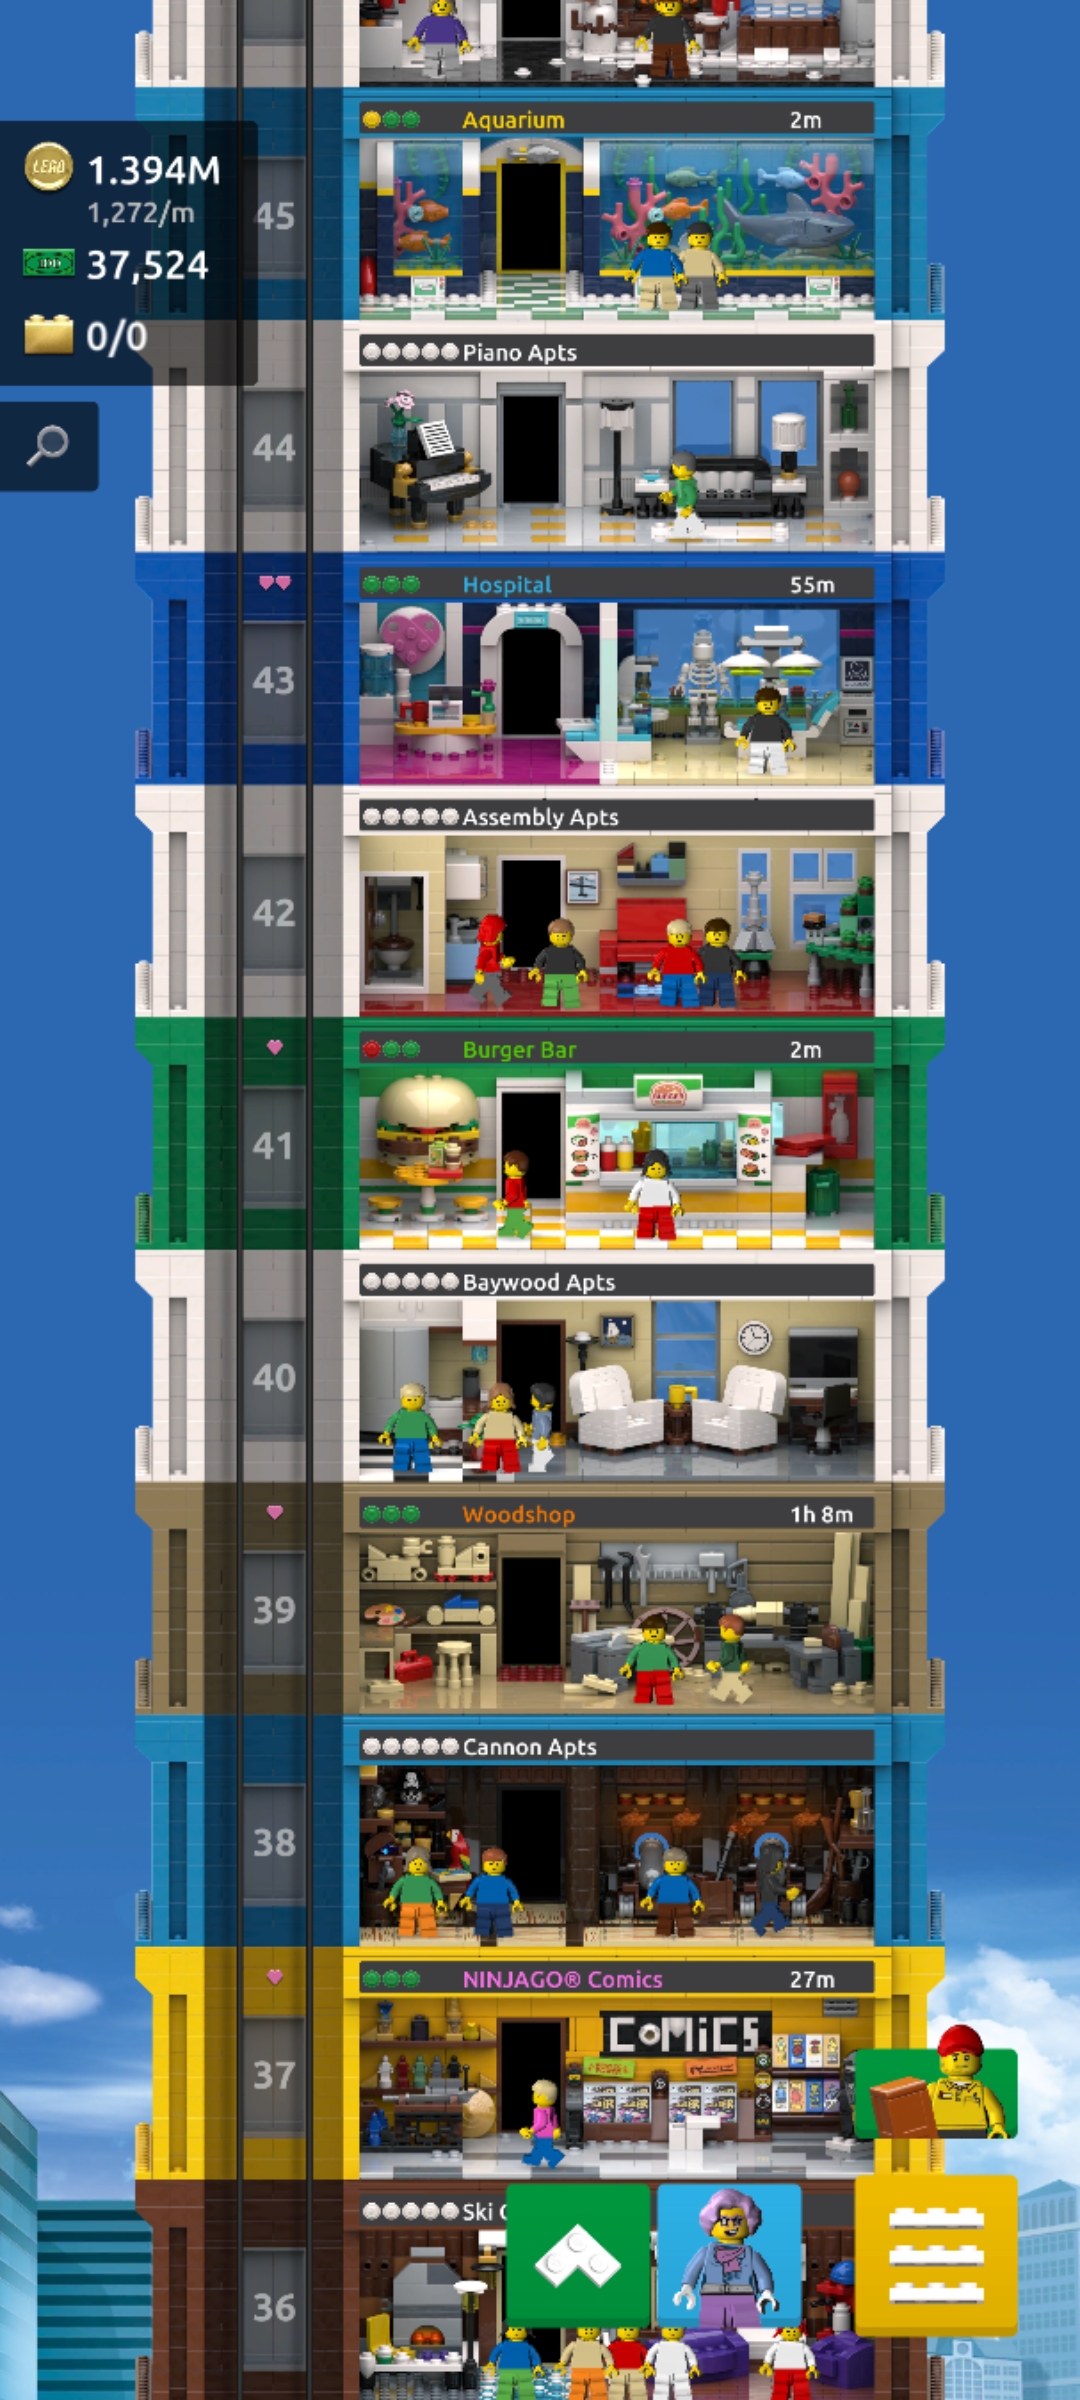 Aquarium 2m
LEGO 1.394M
1,272/m
45
37,524
0/0
Piano Apts
44
Hospital 55m
43
Assembly Apts
42
Burger Bar 2m
41
Baywood Apts
40
Woodshop 1h 8m
39
Cannon Apts
38
NINJAGO® Comics 27m
COMiCS
37
Ski
36